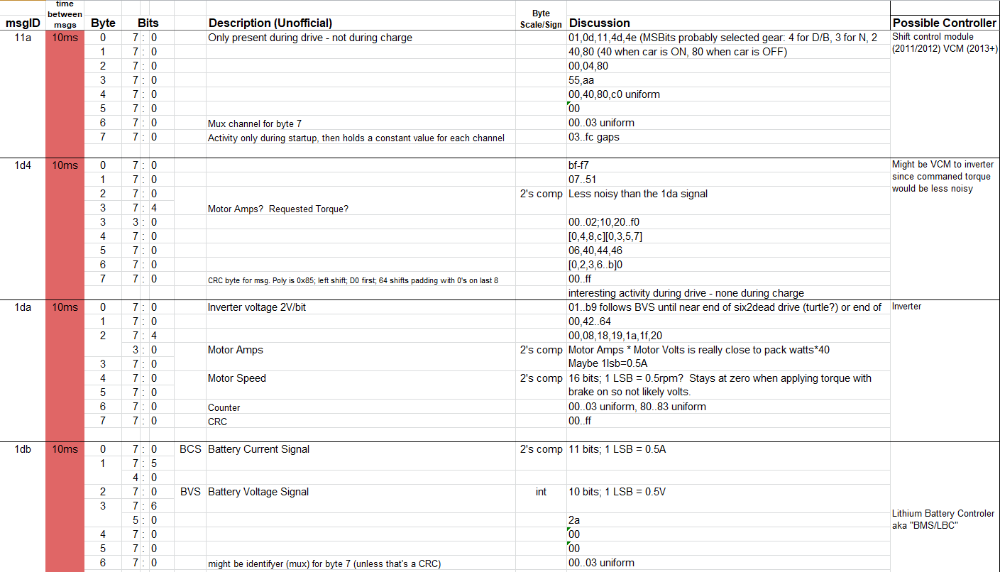 time
between
msgs
msgID Byte Bits Description (Unofficial) Byte Scale/Sign Discussion Possible Controller
11a 10ms 0 7 : 0 Only present during drive - not during charge 01,0d,11,4d,4e (MSBits probably selected gear: 4 for D/B, 3 for N, 2 Shift control module
1 7 : 0 40,80 (40 when car is ON, 80 when car is OFF) (2011/2012) VCM (2013+)
2 7 : 0 00,04,80
3 7 : 0 55,aa
4 7 : 0 00,40,80,c0 uniform
5 7 : 0 00
6 7 : 0 Mux channel for byte 7 00..03 uniform
7 7 : 0 Activity only during startup, then holds a constant value for each channel 03..fc gaps
1d4 10ms 0 7 : 0 bf-f7 Might be VCM to inverter
1 7 : 0 07..51 since commaned torque
2 7 : 0 2's comp Less noisy than the 1da signal would be less noisy
3 7 : 4 Motor Amps? Requested Torque?
3 3 : 0 00..02;10,20..f0
4 7 : 0 [0,4,8,c][0,3,5,7]
5 7 : 0 06,40,44,46
6 7 : 0 [0,2,3,6..b]0
7 7 : 0 CRC byte for msg. Poly is 0x85; left shift; D0 first; 64 shifts padding with 0's on last 8 00..ff
interesting activity during drive - none during charge
1da 10ms 0 7 : 0 Inverter voltage 2V/bit 01..b9 follows BVS until near end of six2dead drive (turtle?) or end of Inverter
1 7 : 0 00,42..64
2 7 : 4 00,08,18,19,1a,1f,20
3 : 0 Motor Amps 2's comp Motor Amps * Motor Volts is really close to pack watts*40
3 7 : 0 Maybe 1lsb=0.5A
4 7 : 0 Motor Speed 2's comp 16 bits; 1 LSB = 0.5rpm? Stays at zero when applying torque with
5 7 : 0 brake on so not likely volts.
6 7 : 0 Counter 00..03 uniform, 80..83 uniform
7 7 : 0 CRC 00..ff
1db 10ms 0 7 : 0 BCS Battery Current Signal 2's comp 11 bits; 1 LSB = 0.5A
1 7 : 5
4 : 0
2 7 : 0 BVS Battery Voltage Signal int 10 bits; 1 LSB = 0.5V
3 7 : 6
5 : 0 2a Lithium Battery Controler
4 7 : 0 00 aka "BMS/LBC"
5 7 : 0 00
6 7 : 0 might be identifyer (mux) for byte 7 (unless that's a CRC) 00..03 uniform